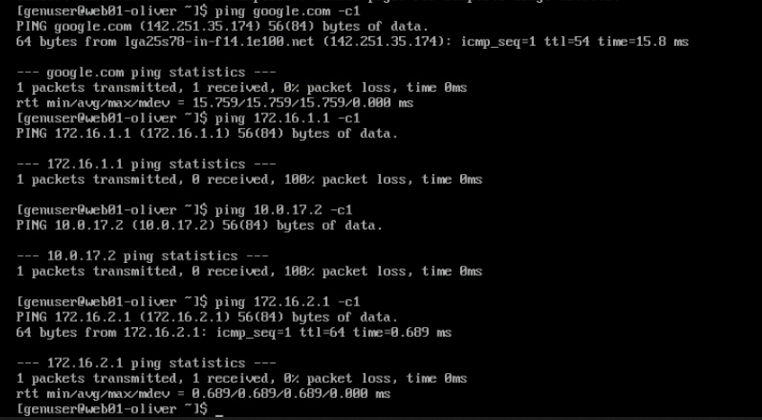 [genuser@web01-oliver ~]$ ping google.com -c1
PING google.com (142.251.35.174) 56(84) bytes of data.
64 bytes from lga25s78-in-f14.1e100.net (142.251.35.174): icmp_seq=1 ttl=54 time=15.8 ms

--- google.com ping statistics ---
1 packets transmitted, 1 received, 0% packet loss, time 0ms
rtt min/avg/max/mdev = 15.759/15.759/15.759/0.000 ms
[genuser@web01-oliver ~]$ ping 172.16.1.1 -c1
PING 172.16.1.1 (172.16.1.1) 56(84) bytes of data.

--- 172.16.1.1 ping statistics ---
1 packets transmitted, 0 received, 100% packet loss, time 0ms

[genuser@web01-oliver ~]$ ping 10.0.17.2 -c1
PING 10.0.17.2 (10.0.17.2) 56(84) bytes of data.

--- 10.0.17.2 ping statistics ---
1 packets transmitted, 0 received, 100% packet loss, time 0ms

[genuser@web01-oliver ~]$ ping 172.16.2.1 -c1
PING 172.16.2.1 (172.16.2.1) 56(84) bytes of data.
64 bytes from 172.16.2.1: icmp_seq=1 ttl=64 time=0.689 ms

--- 172.16.2.1 ping statistics ---
1 packets transmitted, 1 received, 0% packet loss, time 0ms
rtt min/avg/max/mdev = 0.689/0.689/0.689/0.000 ms
[genuser@web01-oliver ~]$ _